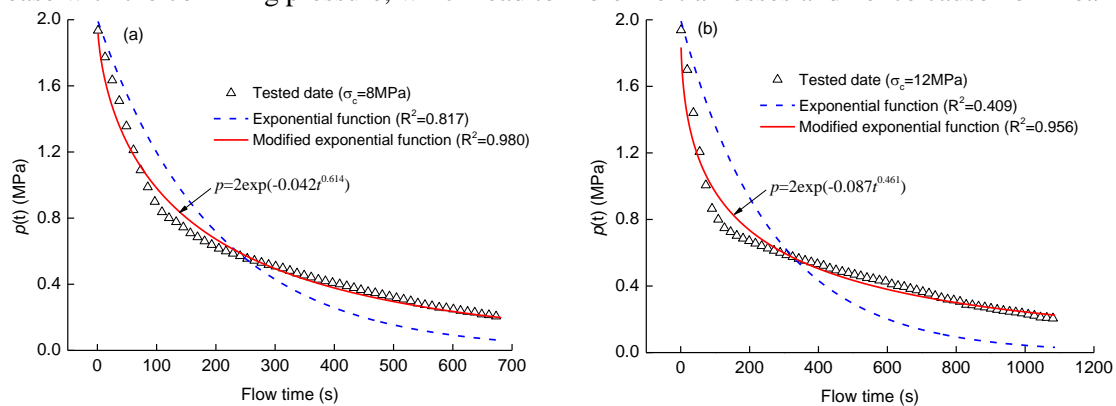 (a)
Tested date (σc=8MPa)
Exponential function (R²=0.817)
Modified exponential function (R²=0.980)
p=2exp(-0.042t^0.614)
p(t) (MPa)
2.0
1.6
1.2
0.8
0.4
0.0
0 100 200 300 400 500 600 700
Flow time (s)
(b)
Tested date (σc=12MPa)
Exponential function (R²=0.409)
Modified exponential function (R²=0.956)
p=2exp(-0.087t^0.461)
p(t) (MPa)
2.0
1.6
1.2
0.8
0.4
0.0
0 200 400 600 800 1000 1200
Flow time (s)